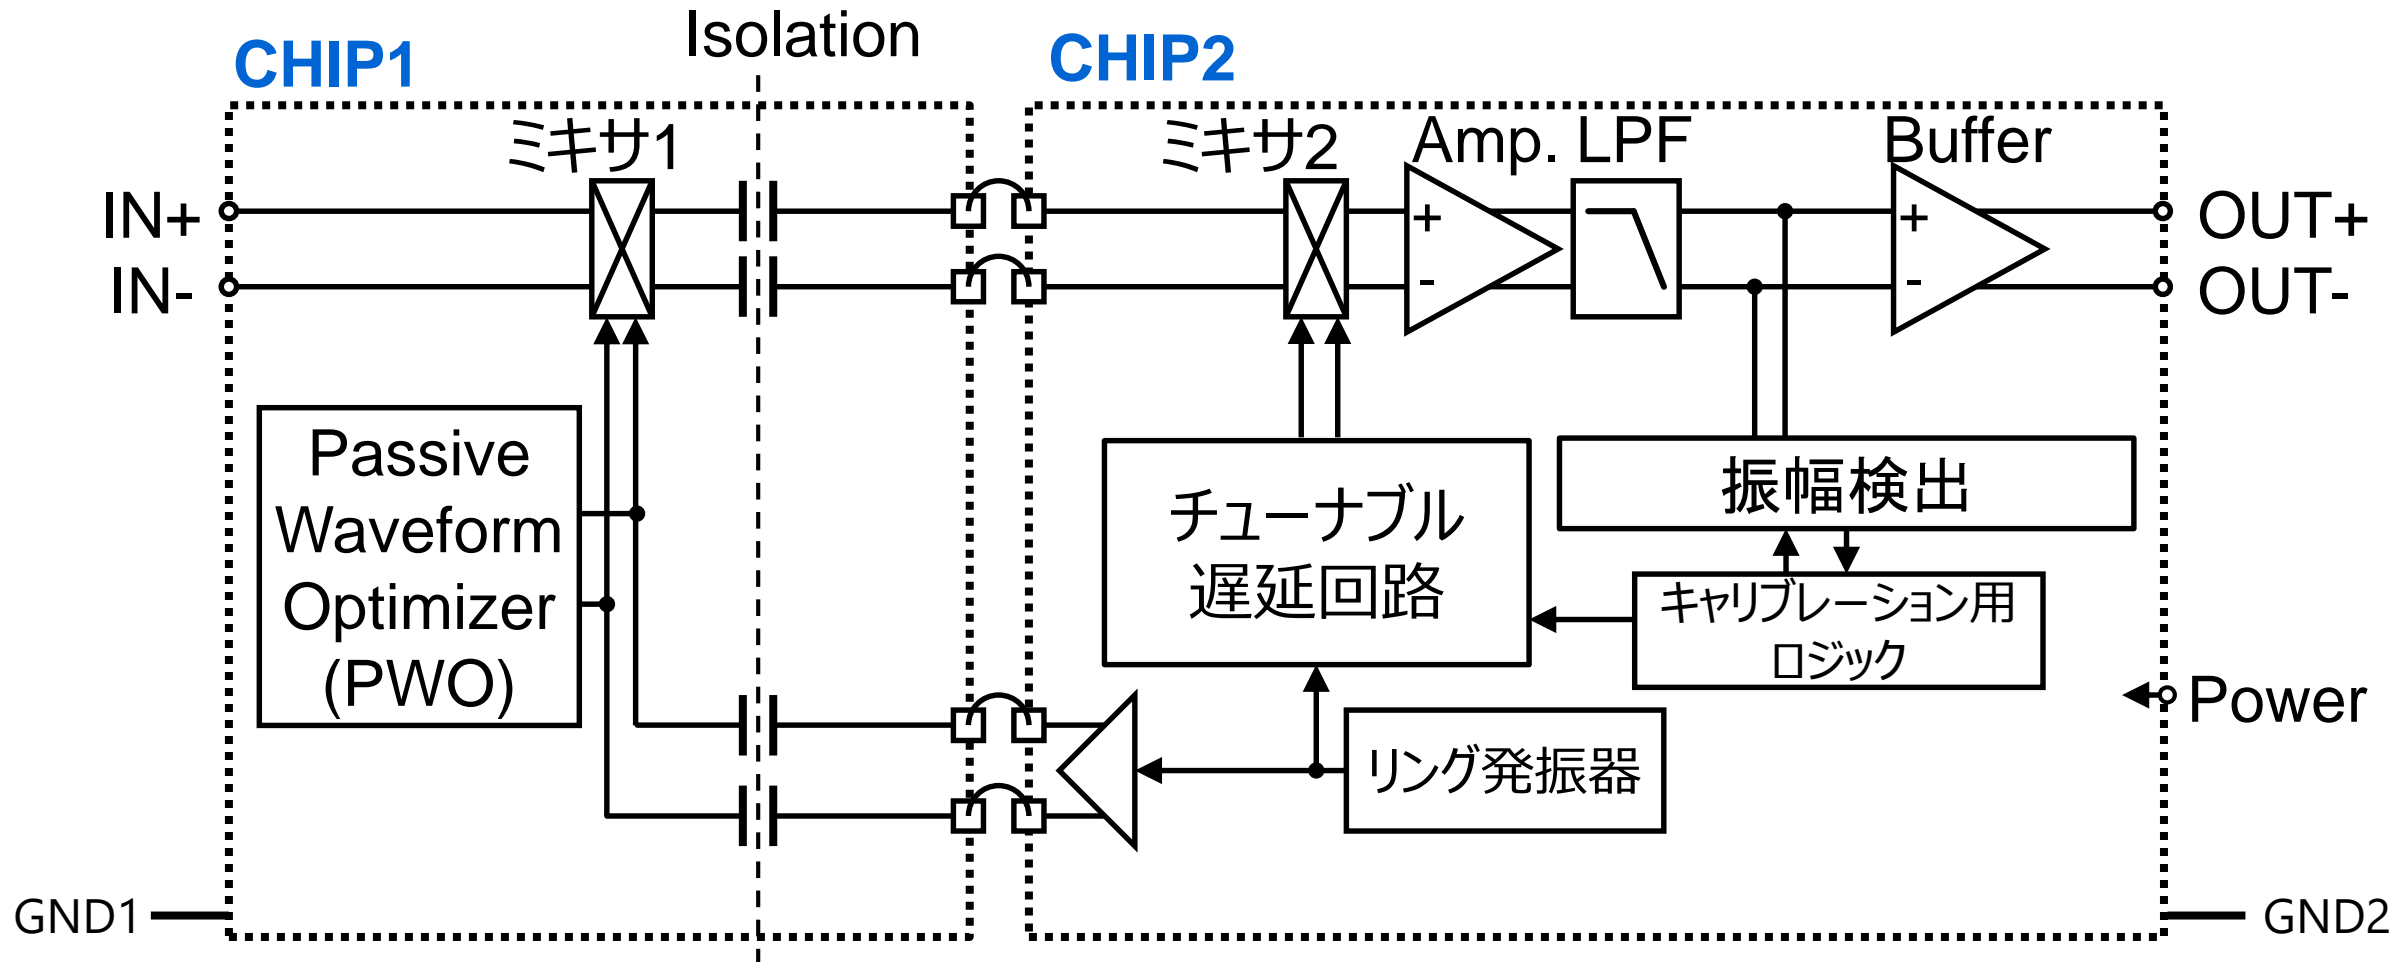 Isolation
CHIP1
CHIP2
ミキサ1
ミキサ2
Amp.
LPF
Buffer
IN+
IN-
+
-
+
-
OUT+
OUT-
Passive
Waveform
Optimizer
(PWO)
チューナブル
遅延回路
振幅検出
キャリブレーション用
ロジック
リング発振器
Power
GND1
GND2